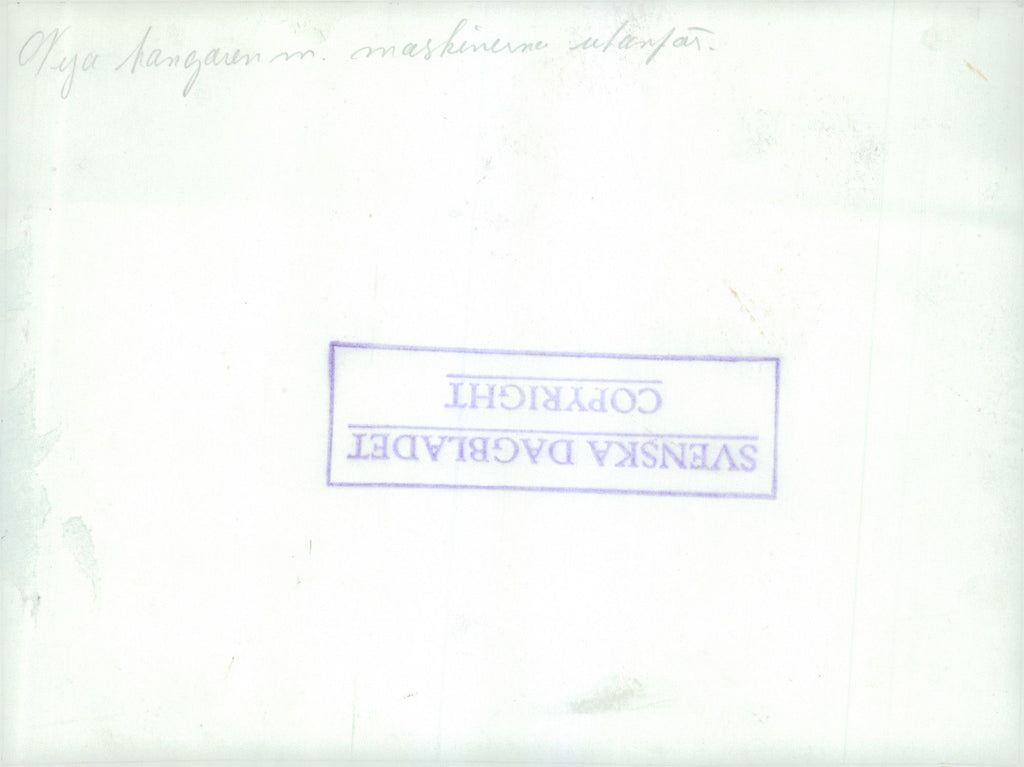 Nya hangaren m. maskinerna utanför.
SVENSKA DAGBLADET
COPYRIGHT